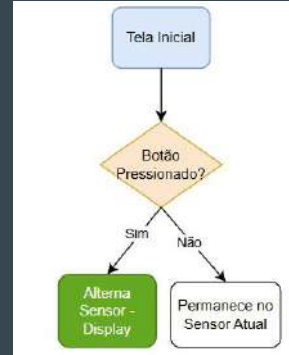 Tela Inicial
Botão
Pressionado?
Sim
Não
Alterna
Sensor -
Display
Permanece no
Sensor Atual